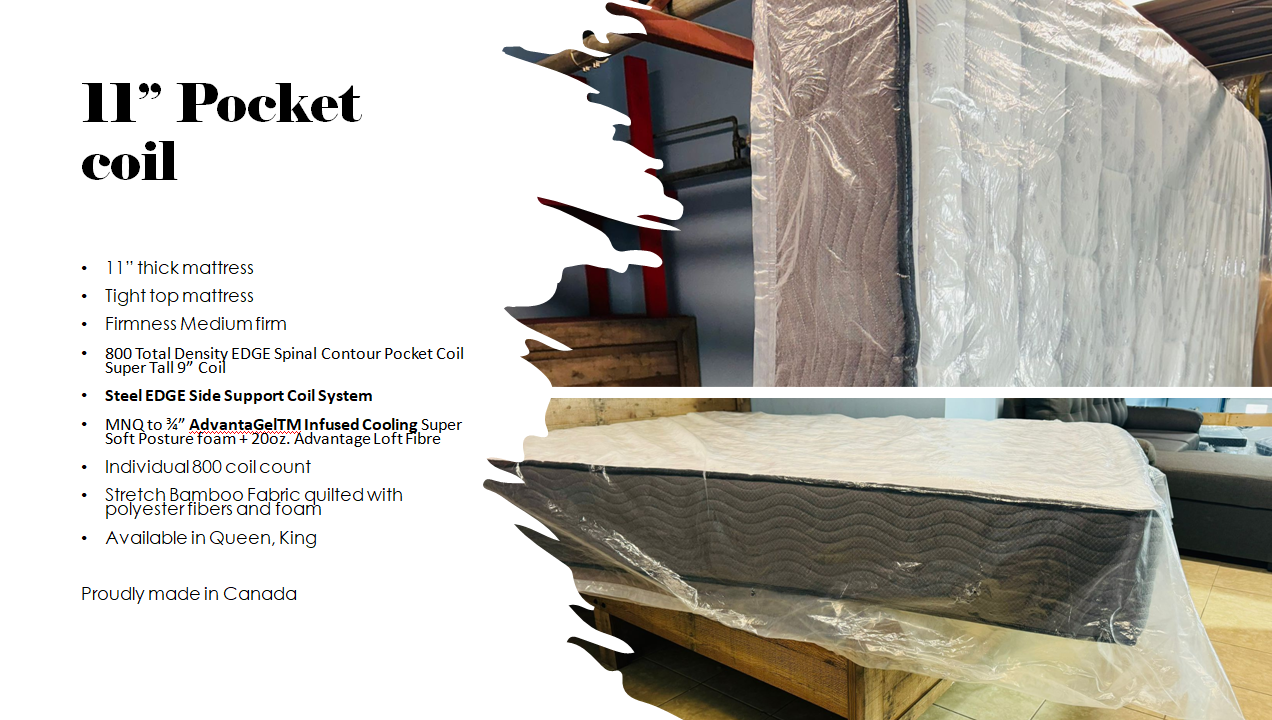 11” Pocket
coil
• 11” thick mattress
• Tight top mattress
• Firmness Medium firm
• 800 Total Density EDGE Spinal Contour Pocket Coil
Super Tall 9” Coil
• Steel EDGE Side Support Coil System
• MNQ to ¾” AdvantaGelTM Infused Cooling Super
Soft Posture foam + 20oz. Advantage Loft Fibre
• Individual 800 coil count
• Stretch Bamboo Fabric quilted with
polyester fibers and foam
• Available in Queen, King
Proudly made in Canada